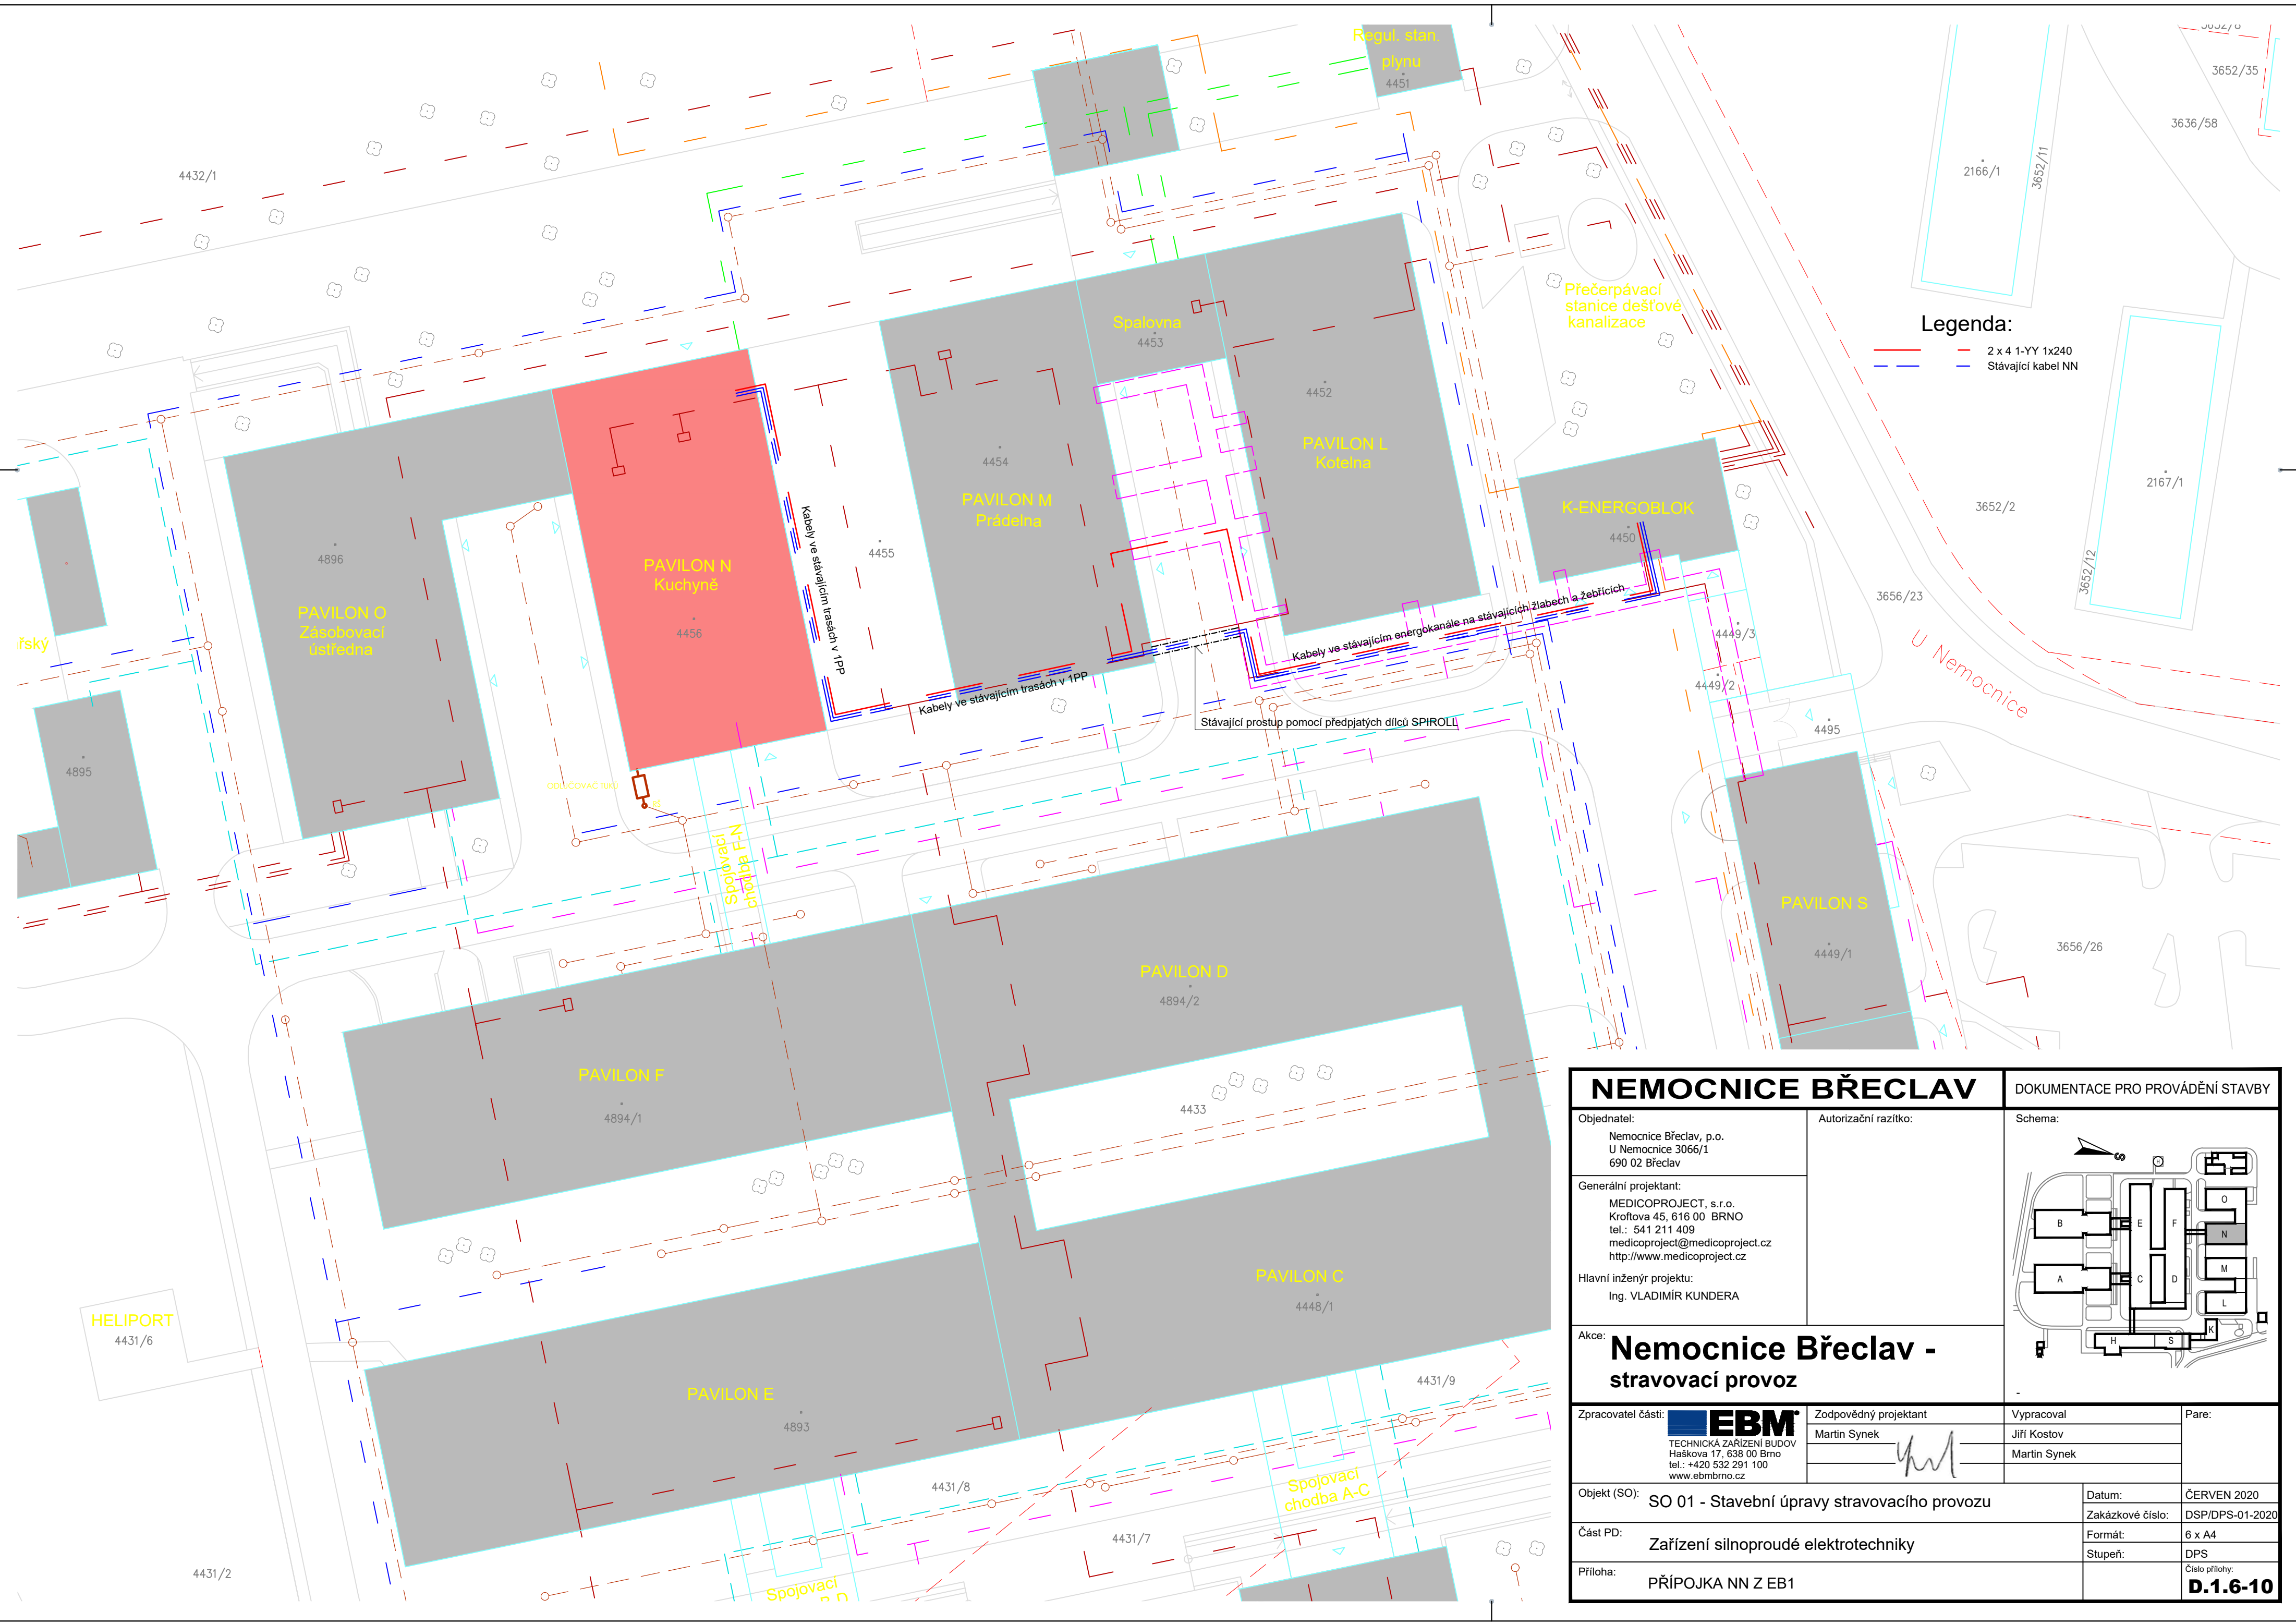 Regul. stan.
plynu
4451
3652/35
3636/58
2166/1
3652/11
4432/1
Přečerpávací
stanice dešťové
kanalizace
Legenda:
2 x 4 1-YY 1x240
Stávající kabel NN
Spalovna
4453
4452
PAVILON L
Kotelna
4454
PAVILON M
Prádelna
4455
K-ENERGOBLOK
4450
2167/1
3652/2
3652/12
3656/23
U Nemocnice
4896
PAVILON O
Zásobovací
ústředna
PAVILON N
Kuchyně
4456
Kabely ve stávajícím trasách v 1PP
Kabely ve stávajícím trasách v 1PP
Kabely ve stávajícím energokanále na stávajících žlabech a žebřících
Stávající prostup pomocí předpjatých dílců SPIROLL
4449/3
4449/2
4495
řský
4895
Spojovací
chodba F-N
PAVILON S
4449/1
3656/26
PAVILON D
4894/2
PAVILON F
4894/1
4433
PAVILON C
4448/1
HELIPORT
4431/6
PAVILON E
4893
4431/9
4431/8
Spojovací
chodba A-C
4431/7
4431/2
Spojovací
NEMOCNICE BŘECLAV
DOKUMENTACE PRO PROVÁDĚNÍ STAVBY
Objednatel:
Nemocnice Břeclav, p.o.
U Nemocnice 3066/1
690 02 Břeclav
Autorizační razítko:
Schema:
S
H
O
B
E
F
N
M
A
C
D
L
K
H
S
-
Generální projektant:
MEDICOPROJECT, s.r.o.
Kroftova 45, 616 00 BRNO
tel.: 541 211 409
medicoproject@medicoproject.cz
http://www.medicoproject.cz
Hlavní inženýr projektu:
Ing. VLADIMÍR KUNDERA
Akce:
Nemocnice Břeclav -
stravovací provoz
Zpracovatel části:
EBM
TECHNICKÁ ZAŘÍZENÍ BUDOV
Haškova 17, 638 00 Brno
tel.: +420 532 291 100
www.ebmbrno.cz
Zodpovědný projektant
Martin Synek
Vypracoval
Jiří Kostov
Martin Synek
Pare:
Objekt (SO):
SO 01 - Stavební úpravy stravovacího provozu
Datum:
ČERVEN 2020
Zakázkové číslo:
DSP/DPS-01-2020
Část PD:
Zařízení silnoproudé elektrotechniky
Formát:
6 x A4
Stupeň:
DPS
Příloha:
PŘÍPOJKA NN Z EB1
Číslo přílohy:
D.1.6-10